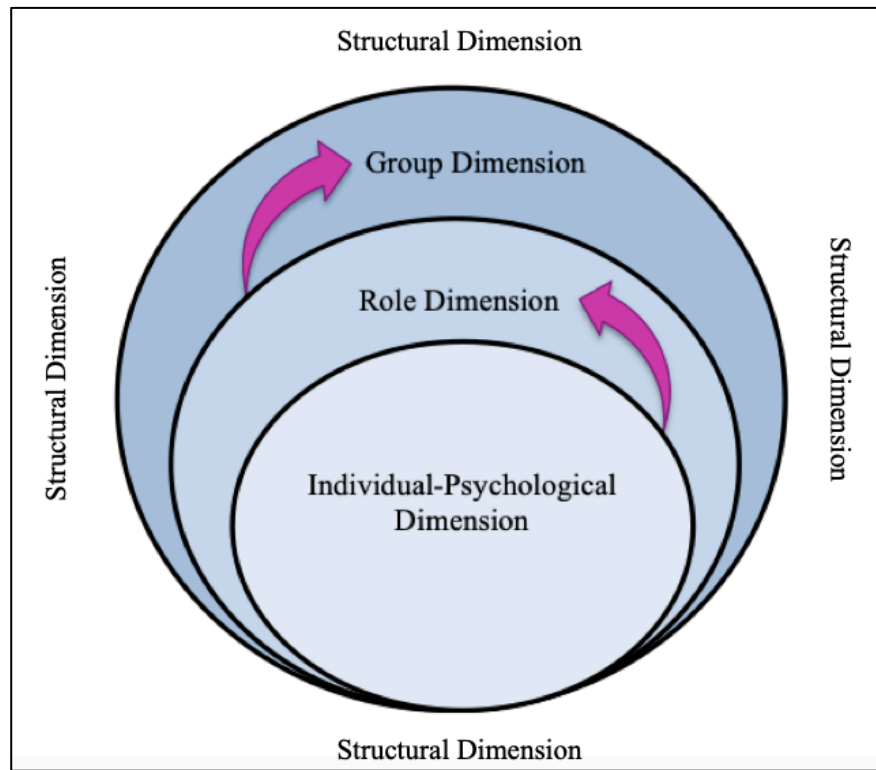 Structural Dimension
Group Dimension
Structural Dimension
Structural Dimension
Role Dimension
Individual-Psychological
Dimension
Structural Dimension